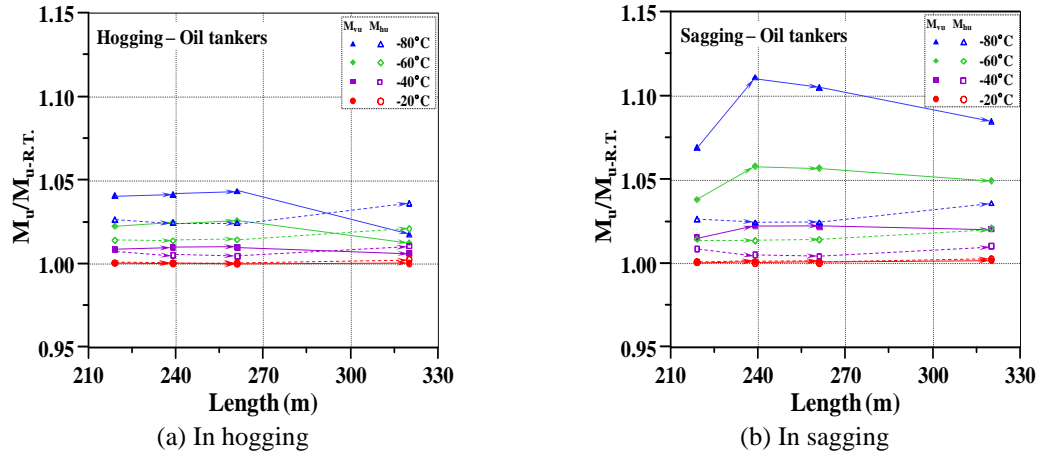 1.15
1.10
1.05
1.00
0.95
Mu/Mu-R.T.
Hogging – Oil tankers
Mvu Mhu
-80°C
-60°C
-40°C
-20°C
210 240 270 300 330
Length (m)
(a) In hogging
1.15
1.10
1.05
1.00
0.95
Mu/Mu-R.T.
Sagging – Oil tankers
Mvu Mhu
-80°C
-60°C
-40°C
-20°C
210 240 270 300 330
Length (m)
(b) In sagging